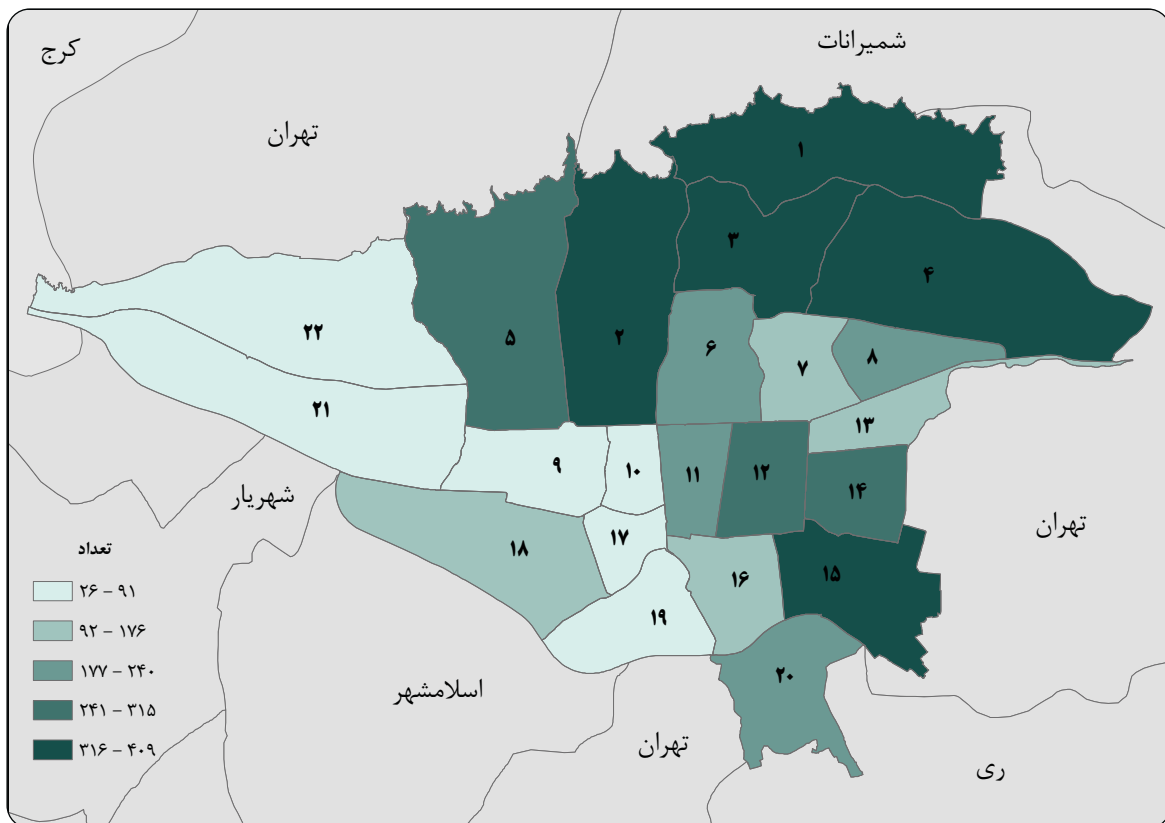 کرج
شمیرانات
تهران
۱
۳
۴
۲۲
۵
۲
۶
۷
۸
۲۱
۱۳
۹
۱۰
۱۱
۱۲
۱۴
شهریار
تهران
۱۸
۱۷
۱۶
۱۵
۱۹
۲۰
اسلامشهر
تهران
ری
تعداد
۲۶ – ۹۱
۹۲ – ۱۷۶
۱۷۷ – ۲۴۰
۲۴۱ – ۳۱۵
۳۱۶ – ۴۰۹